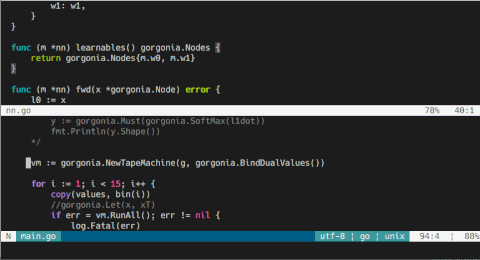 w1: w1,
}
}
func (m *nn) learnables() gorgonia.Nodes {
return gorgonia.Nodes{m.w0, m.w1}
}
func (m *nn) fwd(x *gorgonia.Node) error {
l0 := x
nn.go 78% 40:1
y := gorgonia.Must(gorgonia.SoftMax(l1dot))
fmt.Println(y.Shape())
*/
vm := gorgonia.NewTapeMachine(g, gorgonia.BindDualValues())
for i := 1; i < 15; i++ {
copy(values, bin(i))
//gorgonia.Let(x, xT)
if err = vm.RunAll(); err != nil {
log.Fatal(err)
N main.go utf-8 ¦ go ¦ unix 94:4 ¦ 88%